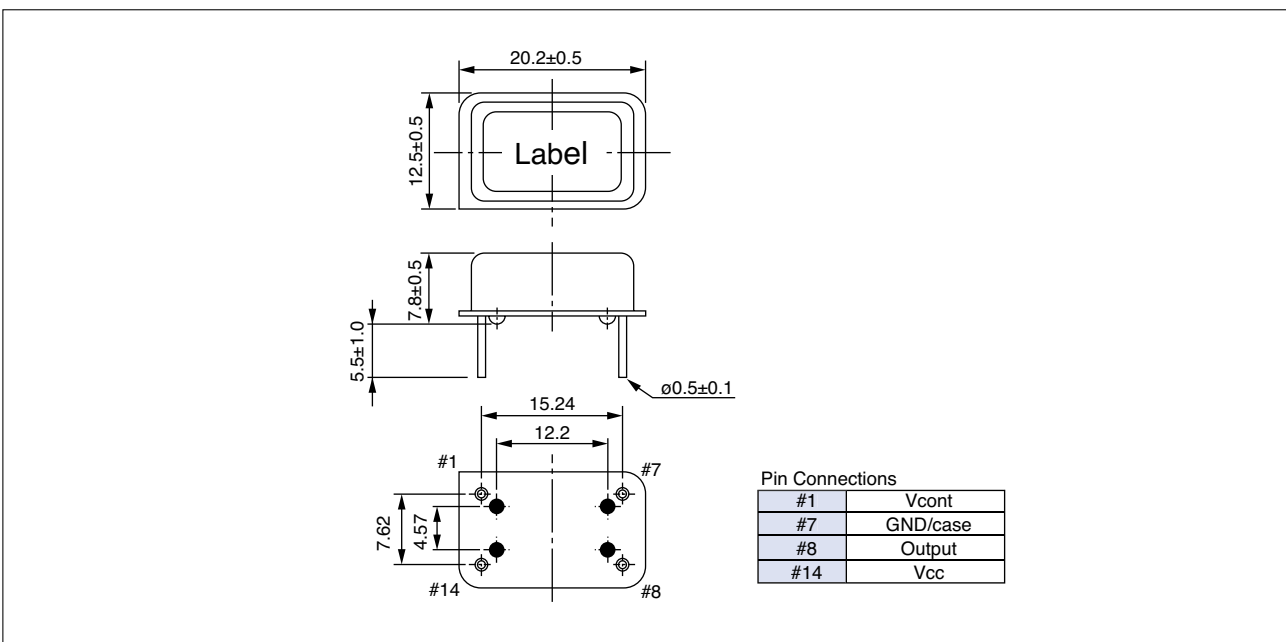 20.2±0.5
12.5±0.5
Label
7.8±0.5
5.5±1.0
ø0.5±0.1
15.24
12.2
#1
#7
7.62
4.57
#14
#8
Pin Connections
#1 Vcont
#7 GND/case
#8 Output
#14 Vcc